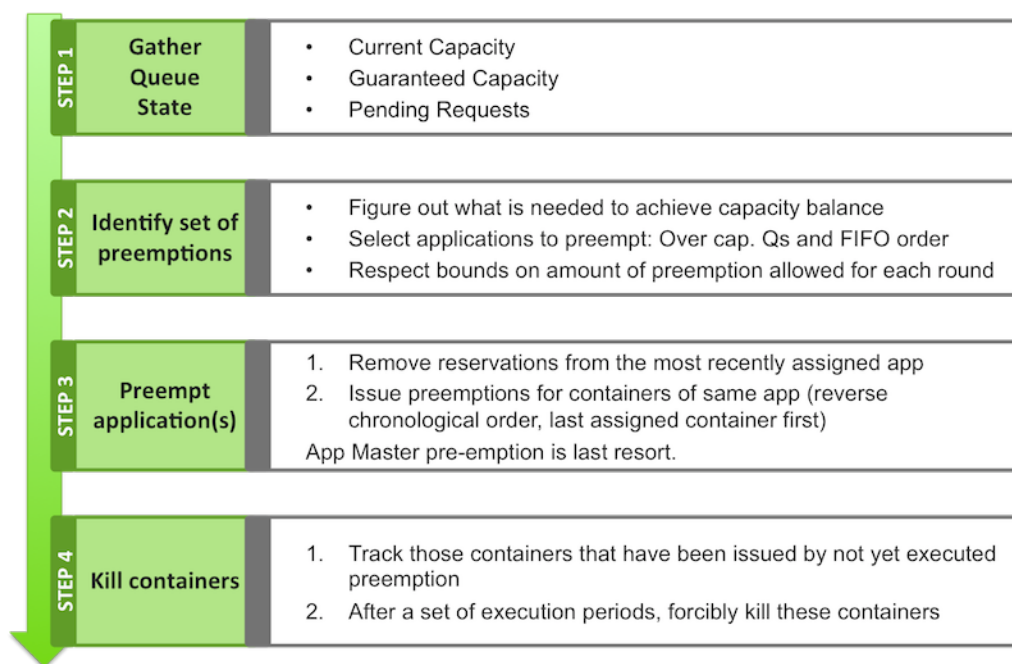 STEP 1
Gather
Queue
State
• Current Capacity
• Guaranteed Capacity
• Pending Requests
STEP 2
Identify set of
preemptions
• Figure out what is needed to achieve capacity balance
• Select applications to preempt: Over cap. Qs and FIFO order
• Respect bounds on amount of preemption allowed for each round
STEP 3
Preempt
application(s)
1. Remove reservations from the most recently assigned app
2. Issue preemptions for containers of same app (reverse
chronological order, last assigned container first)
App Master pre-emption is last resort.
STEP 4
Kill containers
1. Track those containers that have been issued by not yet executed
preemption
2. After a set of execution periods, forcibly kill these containers